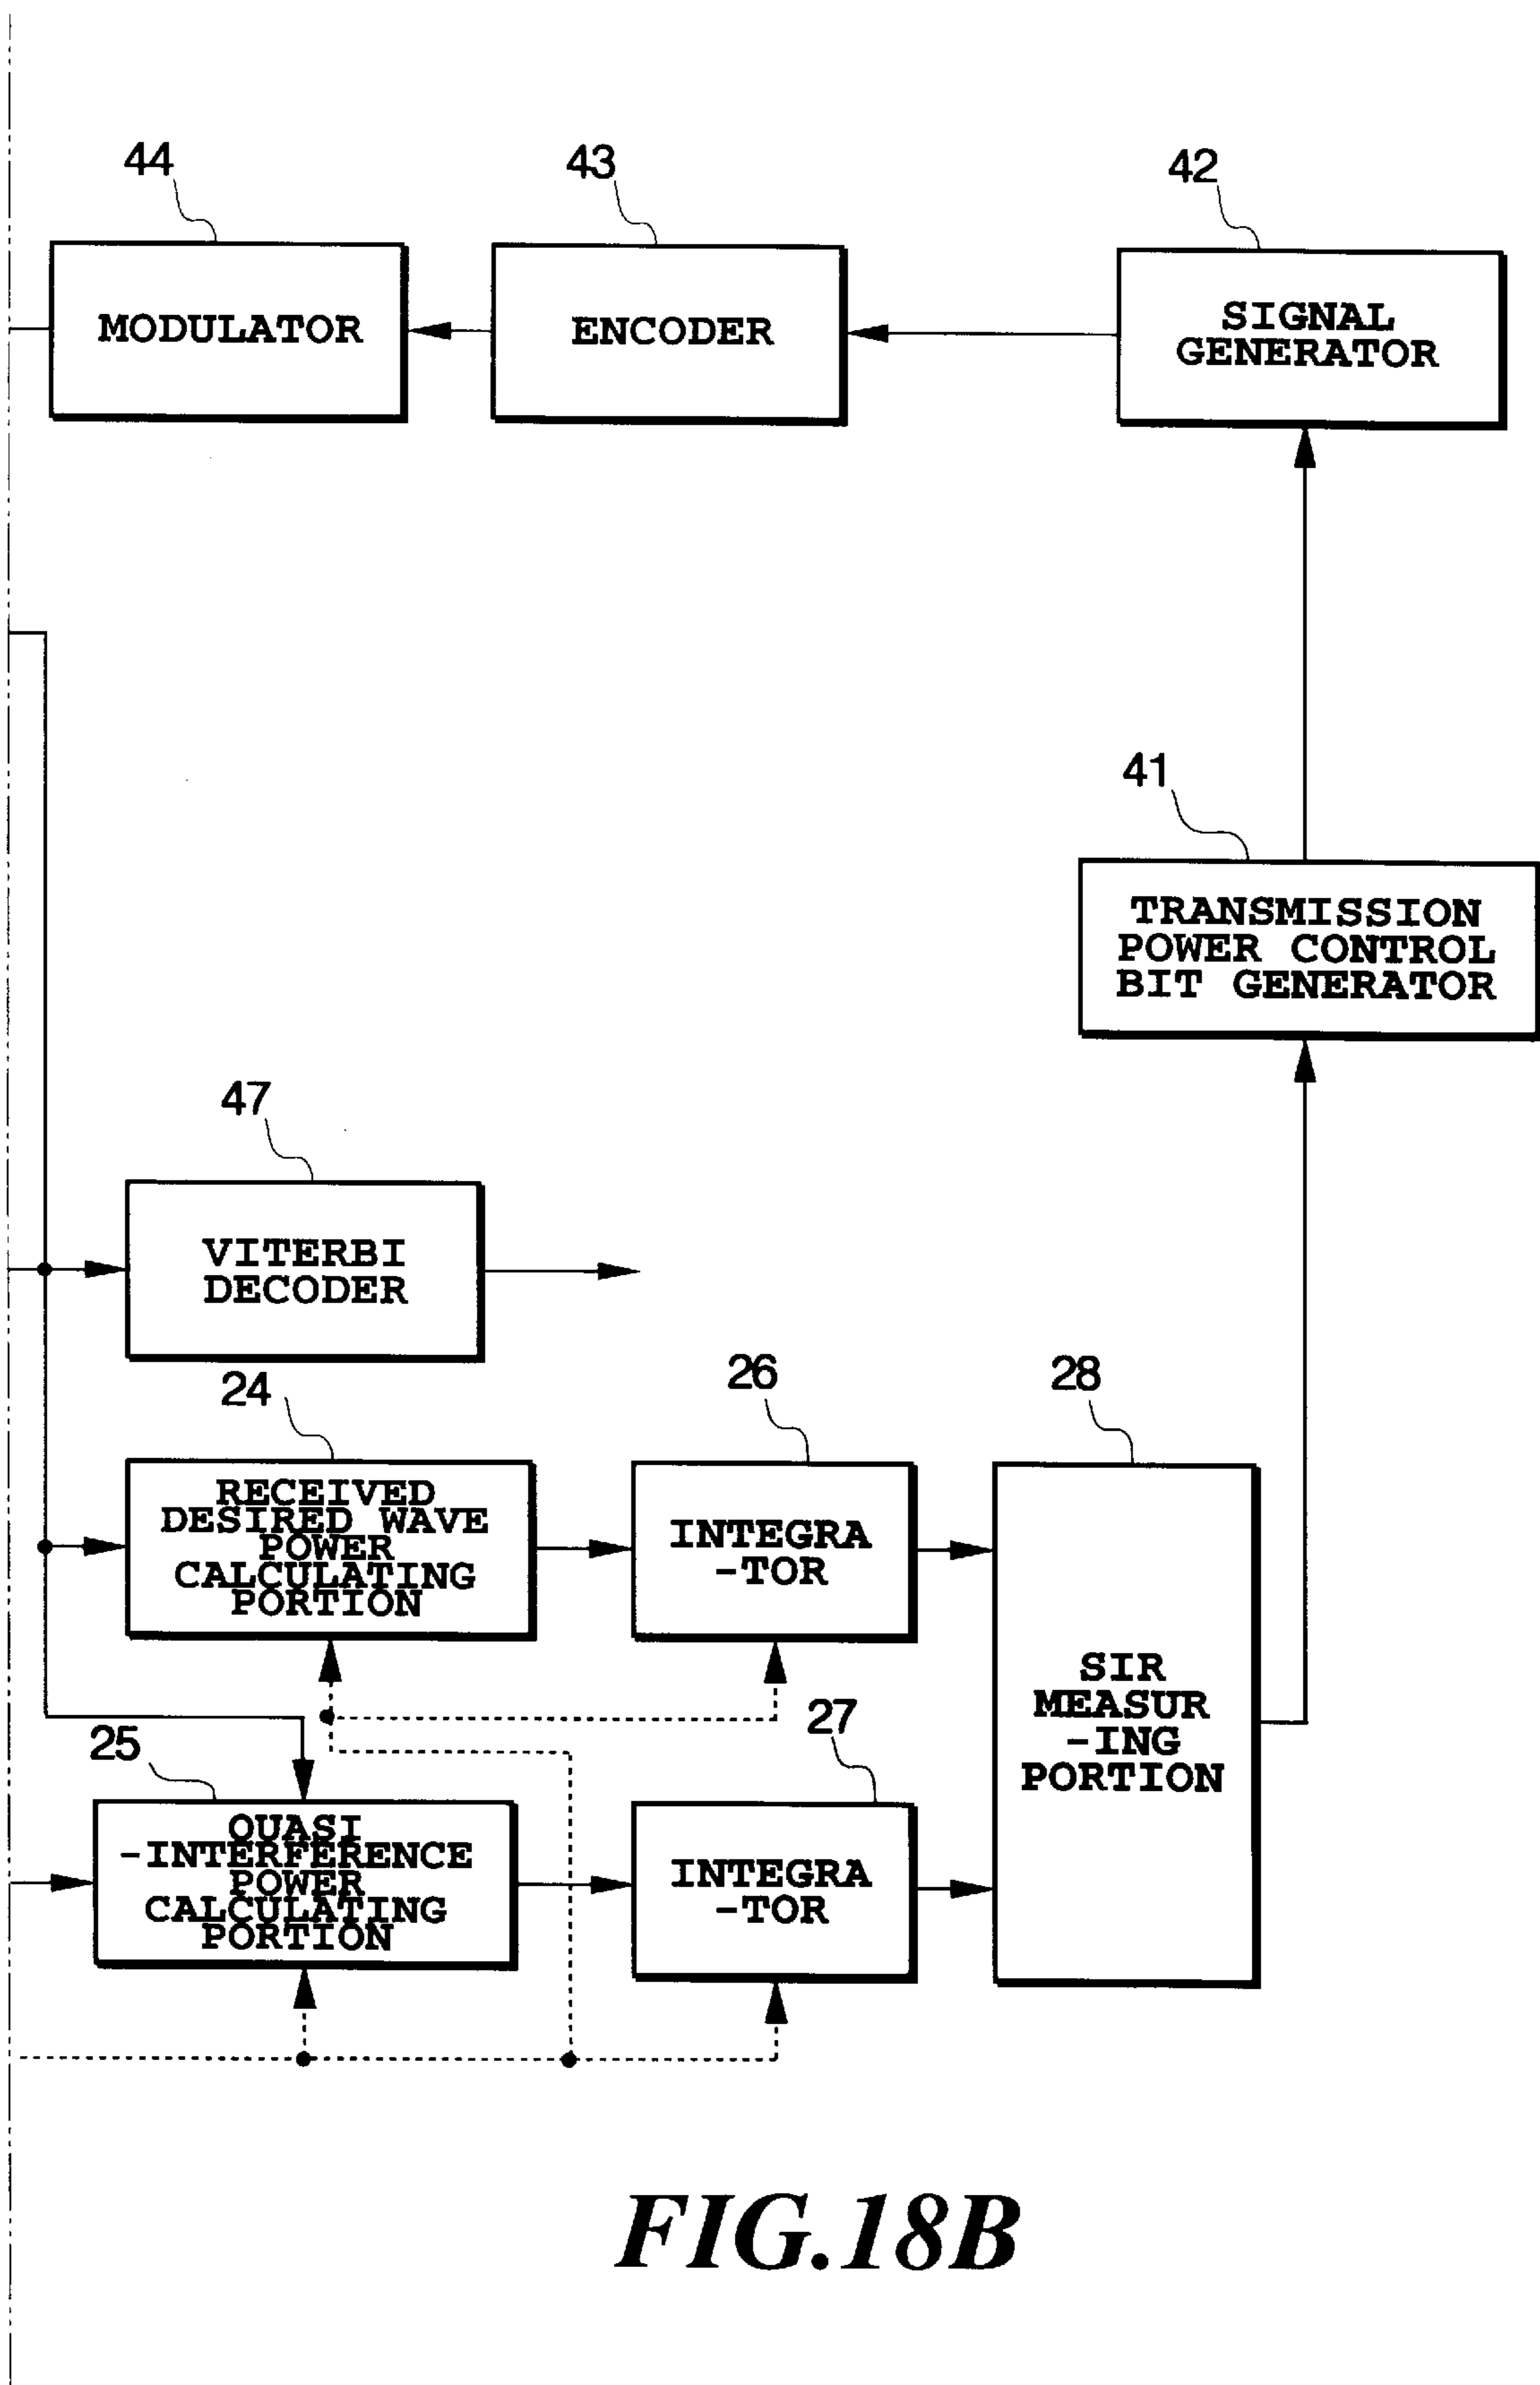 44
43
42
MODULATOR
ENCODER
SIGNAL
GENERATOR
41
TRANSMISSION
POWER CONTROL
BIT GENERATOR
47
VITERBI
DECODER
24
26
28
RECEIVED
DESIRED WAVE
POWER
CALCULATING
PORTION
INTEGRA
-TOR
SIR
MEASUR
-ING
PORTION
25
27
QUASI
-INTERFERENCE
POWER
CALCULATING
PORTION
INTEGRA
-TOR
FIG.18B